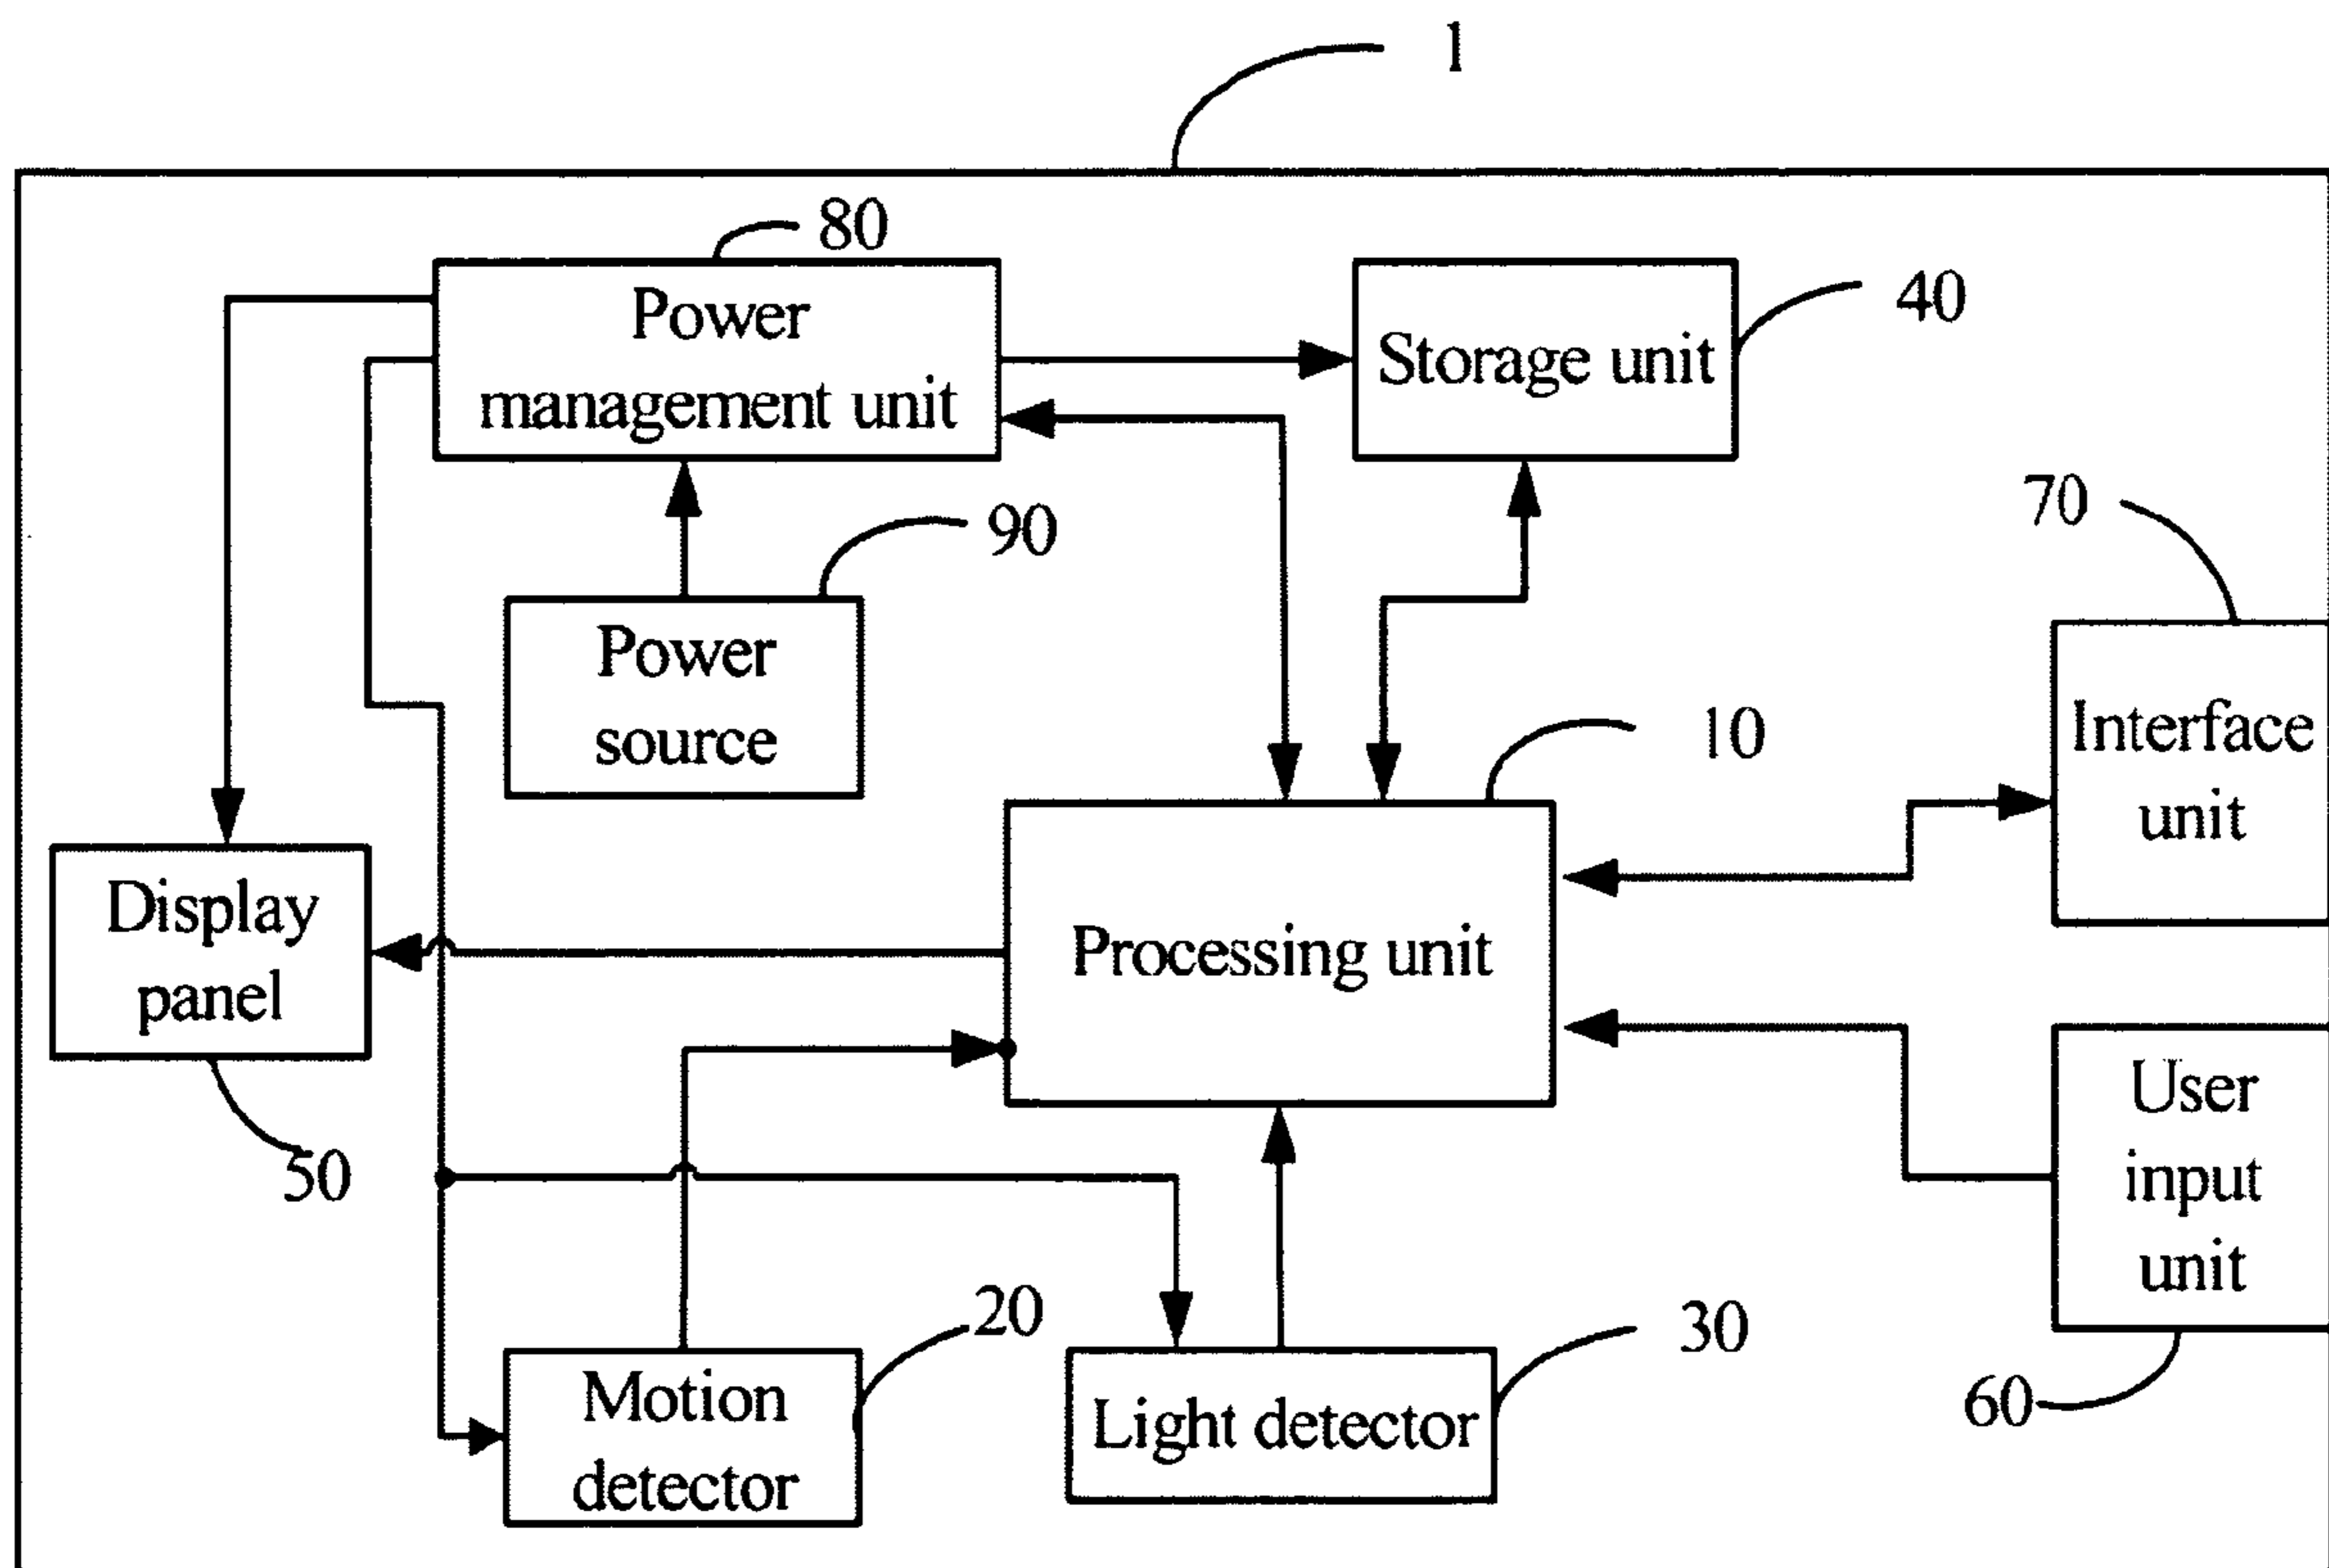 1
80
Power
management unit
Storage unit
40
90
Power
source
70
Interface
unit
10
Processing unit
Display
panel
50
User
input
unit
60
20
Motion
detector
30
Light detector